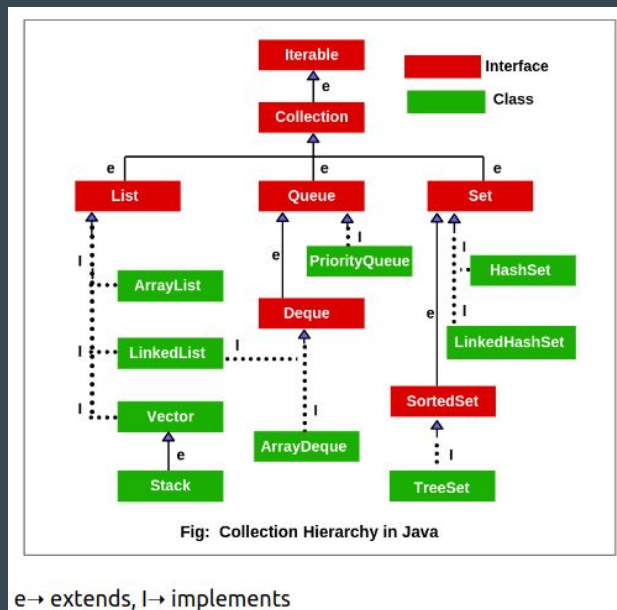 Iterable
Interface
e
Class
Collection
e
e
e
List
Queue
Set
I
I
I
PriorityQueue
HashSet
ArrayList
e
Deque
e
I
I
LinkedList
I
LinkedHashSet
I
SortedSet
Vector
I
I
e
ArrayDeque
I
Stack
TreeSet
Fig: Collection Hierarchy in Java
e→ extends, I→ implements